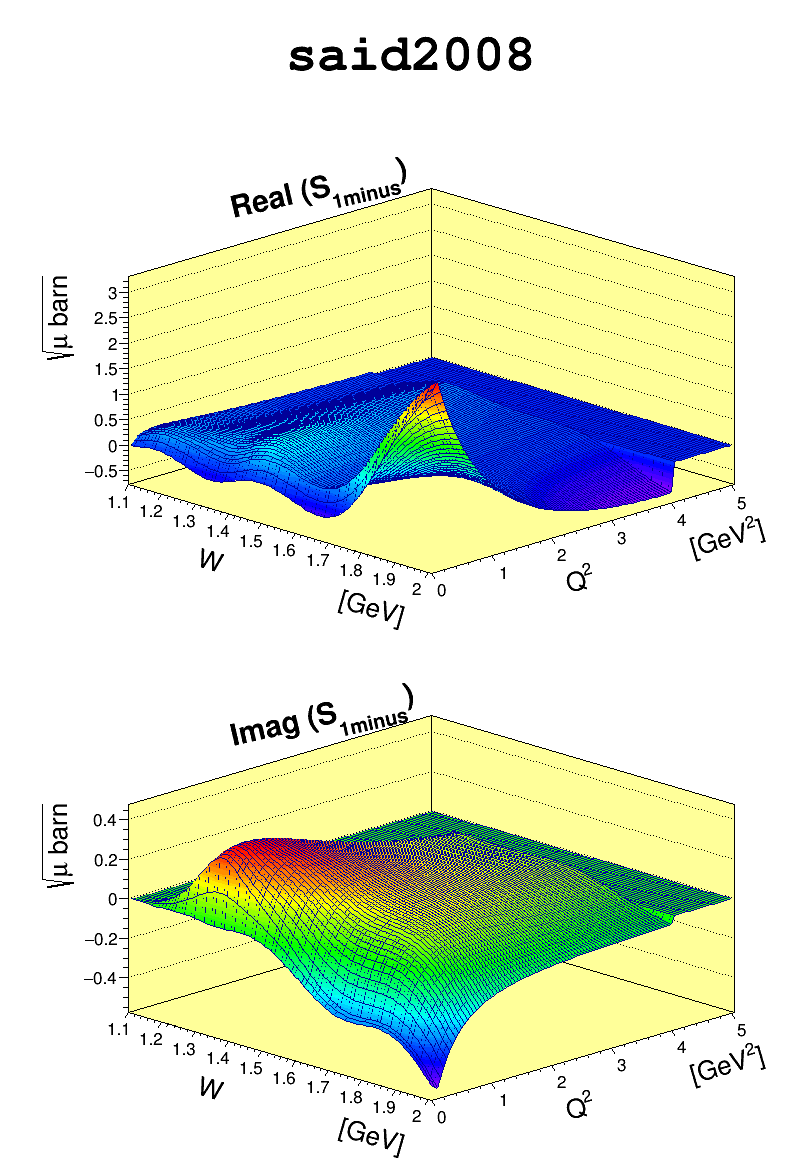 said2008
Real (S1minus)
√μ barn
3
2.5
2
1.5
1
0.5
0
−0.5
1.1 1.2 1.3 1.4 1.5 1.6 1.7 1.8 1.9 2
W
[GeV]
0 1 2 3 4 5
Q2
[GeV2]
Imag (S1minus)
√μ barn
0.4
0.2
0
−0.2
−0.4
1.1 1.2 1.3 1.4 1.5 1.6 1.7 1.8 1.9 2
W
[GeV]
0 1 2 3 4 5
Q2
[GeV2]